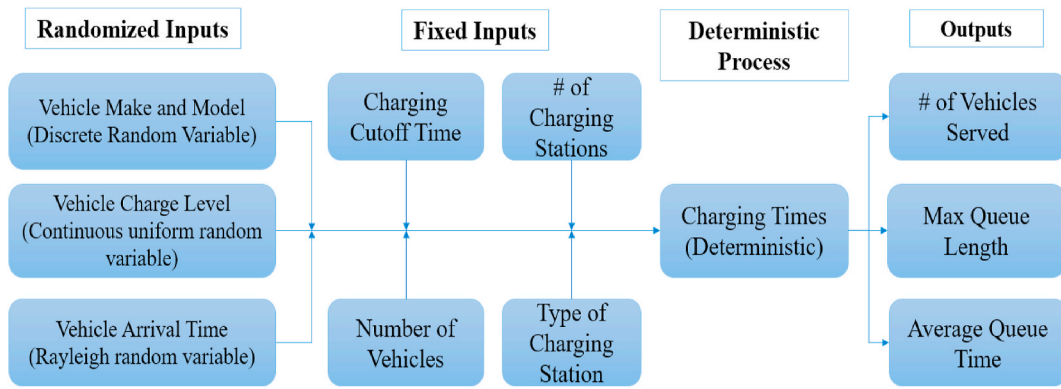 Randomized Inputs
Fixed Inputs
Deterministic
Process
Outputs
Vehicle Make and Model
(Discrete Random Variable)
Charging
Cutoff Time
# of
Charging
Stations
# of Vehicles
Served
Vehicle Charge Level
(Continuous uniform random
variable)
Charging Times
(Deterministic)
Max Queue
Length
Vehicle Arrival Time
(Rayleigh random variable)
Number of
Vehicles
Type of
Charging
Station
Average Queue
Time